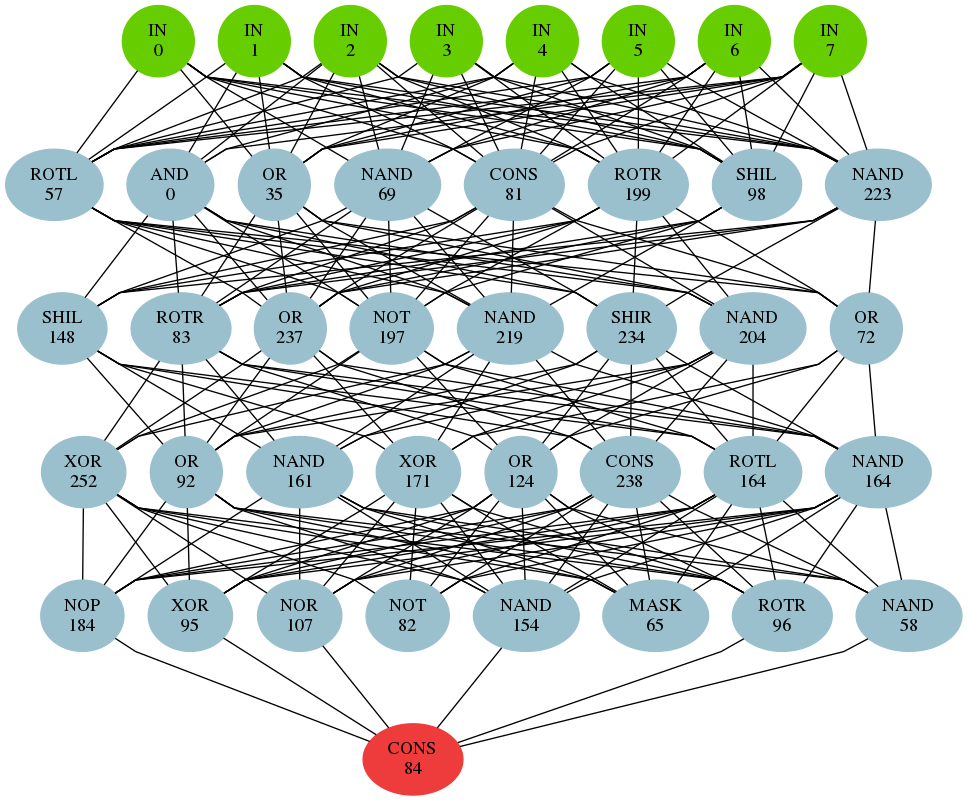 IN
0
IN
1
IN
2
IN
3
IN
4
IN
5
IN
6
IN
7
ROTL
57
AND
0
OR
35
NAND
69
CONS
81
ROTR
199
SHIL
98
NAND
223
SHIL
148
ROTR
83
OR
237
NOT
197
NAND
219
SHIR
234
NAND
204
OR
72
XOR
252
OR
92
NAND
161
XOR
171
OR
124
CONS
238
ROTL
164
NAND
164
NOP
184
XOR
95
NOR
107
NOT
82
NAND
154
MASK
65
ROTR
96
NAND
58
CONS
84